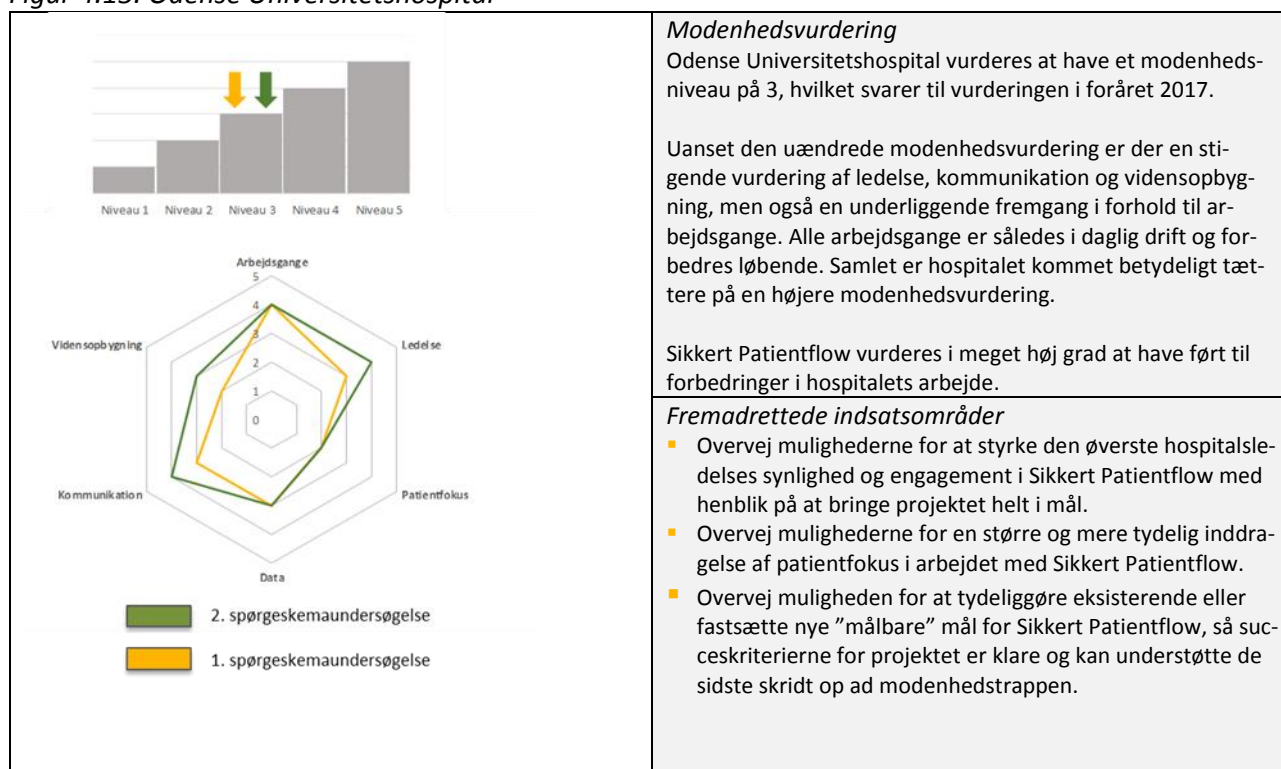 Figur 4.13: Odense Universitetshospital
Niveau 1 Niveau 2 Niveau 3 Niveau 4 Niveau 5
Arbejdsgange
5
4
3
2
1
0
Vidensopbygning
Ledelse
Kommunikation
Patientfokus
Data
2. spørgeskemaundersøgelse
1. spørgeskemaundersøgelse
Modenhedsvurdering
Odense Universitetshospital vurderes at have et modenheds-
niveau på 3, hvilket svarer til vurderingen i foråret 2017.
Uanset den uændrede modenhedsvurdering er der en sti-
gende vurdering af ledelse, kommunikation og vidensopbyg-
ning, men også en underliggende fremgang i forhold til ar-
bejdsgange. Alle arbejdsgange er således i daglig drift og for-
bedres løbende. Samlet er hospitalet kommet betydeligt tæt-
tere på en højere modenhedsvurdering.
Sikkert Patientflow vurderes i meget høj grad at have ført til
forbedringer i hospitalets arbejde.
Fremadrettede indsatsområder
Overvej mulighederne for at styrke den øverste hospitalsle-
delses synlighed og engagement i Sikkert Patientflow med
henblik på at bringe projektet helt i mål.
Overvej mulighederne for en større og mere tydelig inddra-
gelse af patientfokus i arbejdet med Sikkert Patientflow.
Overvej muligheden for at tydeliggøre eksisterende eller
fastsætte nye ”målbare” mål for Sikkert Patientflow, så suc-
ceskriterierne for projektet er klare og kan understøtte de
sidste skridt op ad modenhedstrappen.